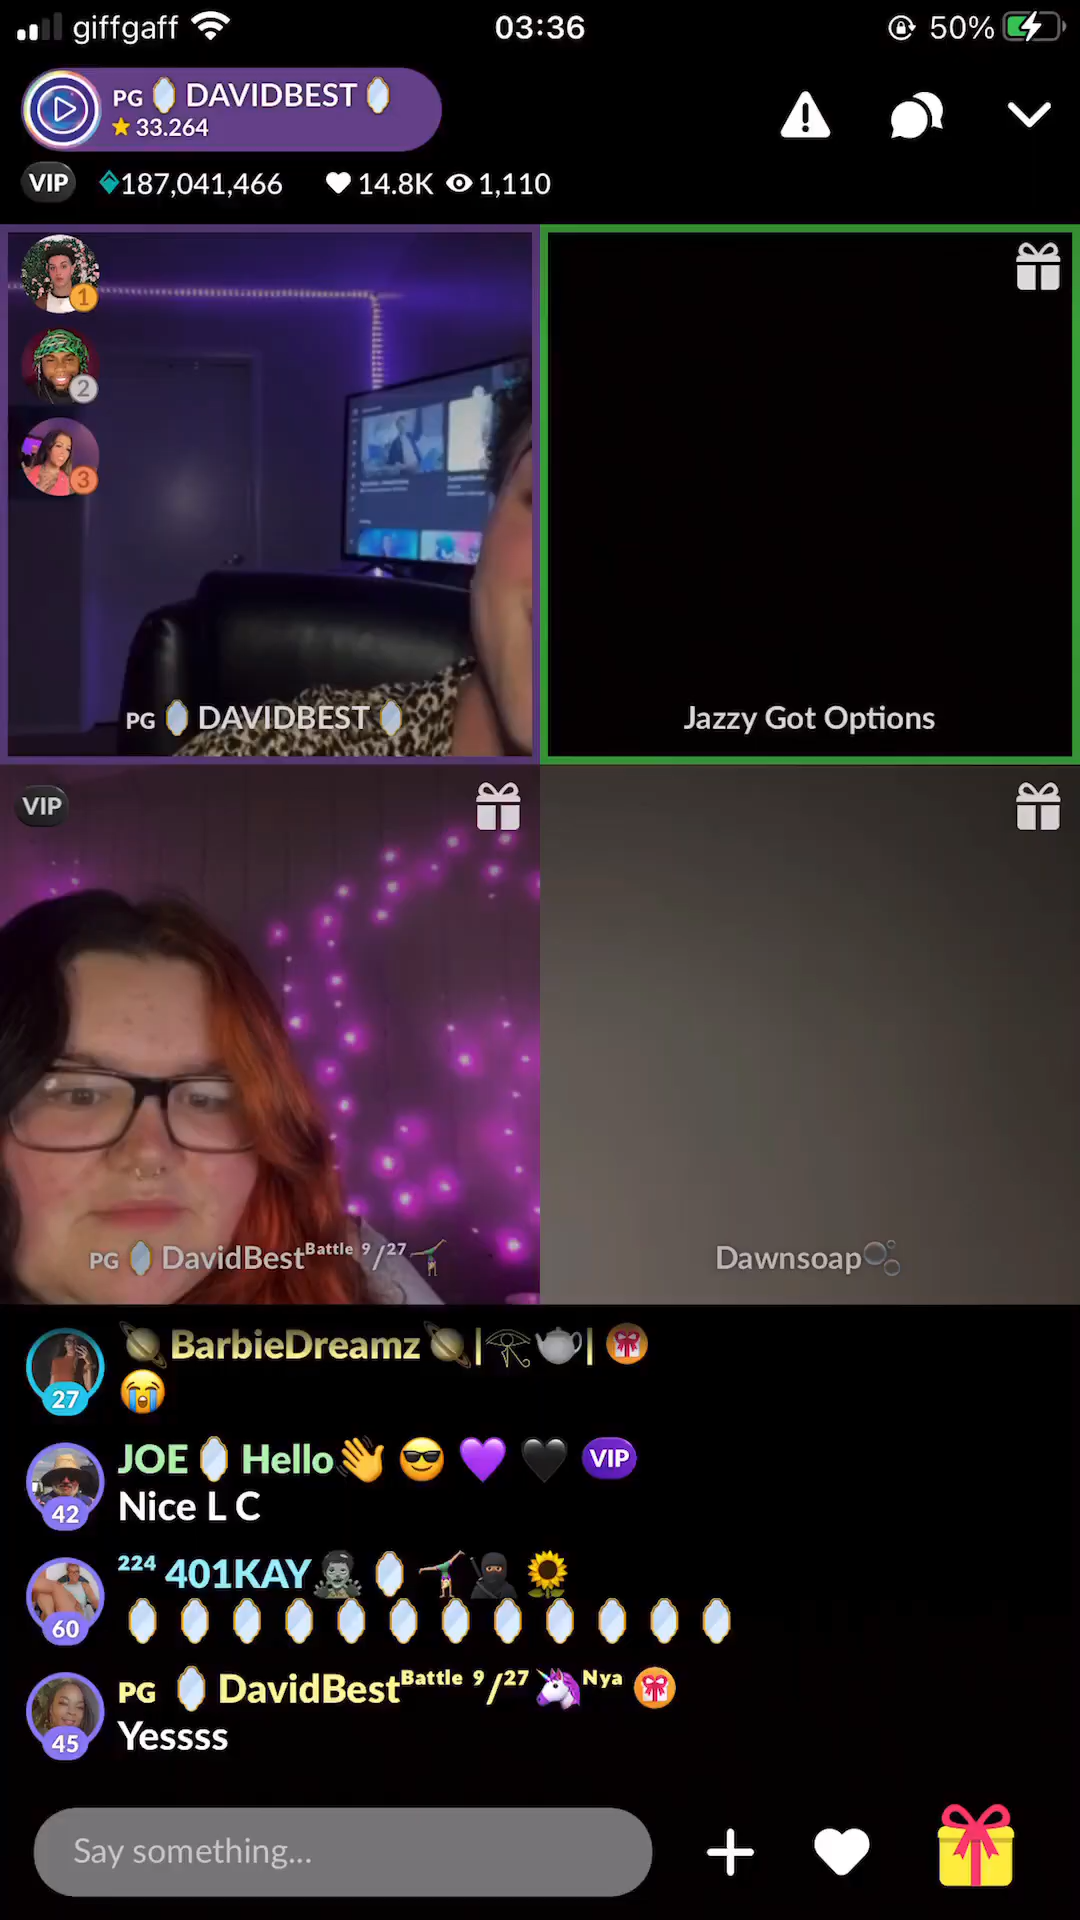 giffgaff 03:36 50%
PG 🪞 DAVIDBEST 🪞
⭐ 33.264
VIP 187,041,466 14.8K 1,110
1
2
3
PG 🪞 DAVIDBEST 🪞
Jazzy Got Options
VIP
PG 🪞 DavidBest Battle 9/27 🤸
Dawnsoap🫧
🪐BarbieDreamz🪐|𓂀🫖|
😭
27
JOE🪞Hello👋😎💜🖤 VIP
Nice L C
42
²²⁴ 401KAY🧟🪞🤸🥷🌻
🪞🪞🪞🪞🪞🪞🪞🪞🪞🪞🪞🪞
60
PG 🪞 DavidBest Battle 9/27 🦄 Nya
Yessss
45
Say something...